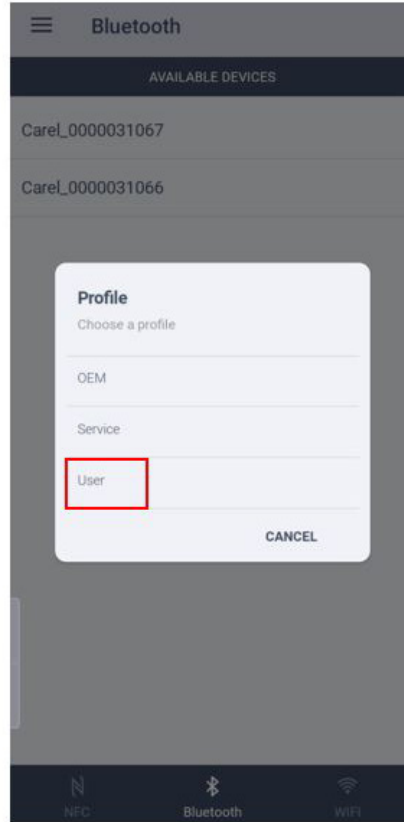 Bluetooth
AVAILABLE DEVICES
Carel_0000031067
Carel_0000031066
Profile
Choose a profile
OEM
Service
User
CANCEL
NFC Bluetooth WIFI